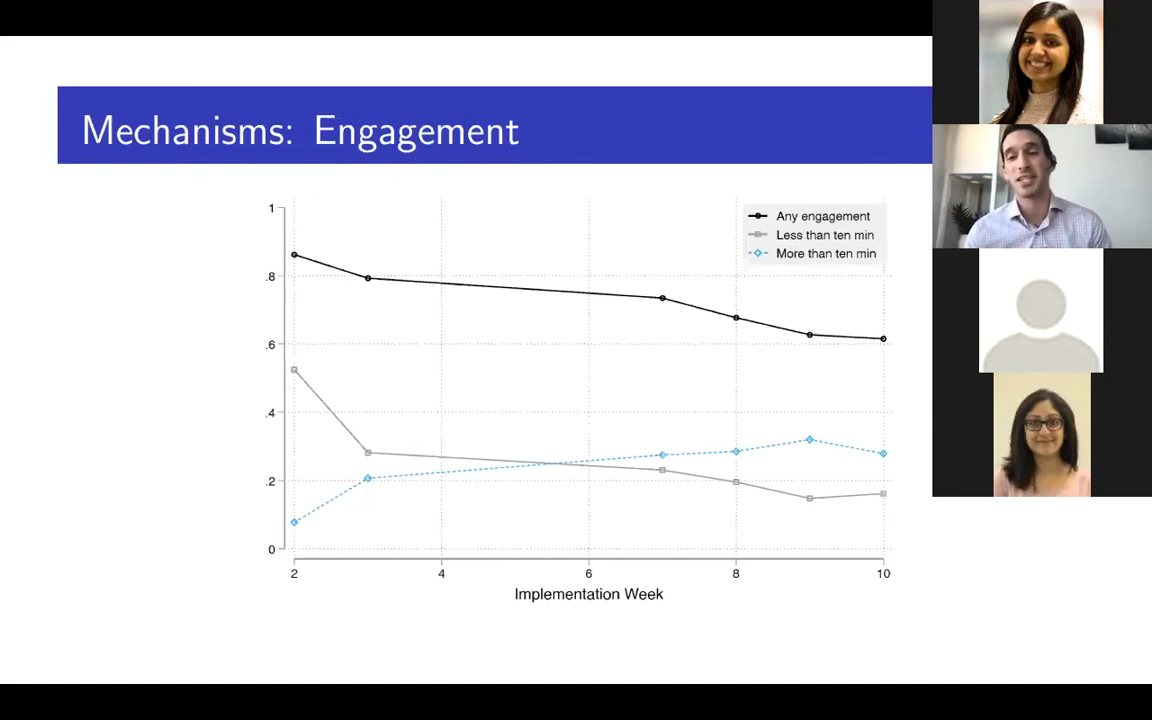 Mechanisms: Engagement
1
.8
.6
.4
.2
0
Any engagement
Less than ten min
More than ten min
2
4
6
8
10
Implementation Week